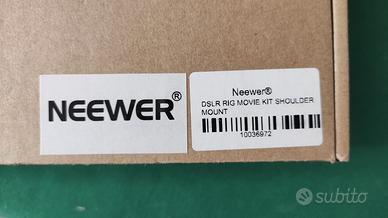 NEEWER®
Neewer®
DSLR RIG MOVIE KIT SHOULDER
MOUNT
10036972
subito